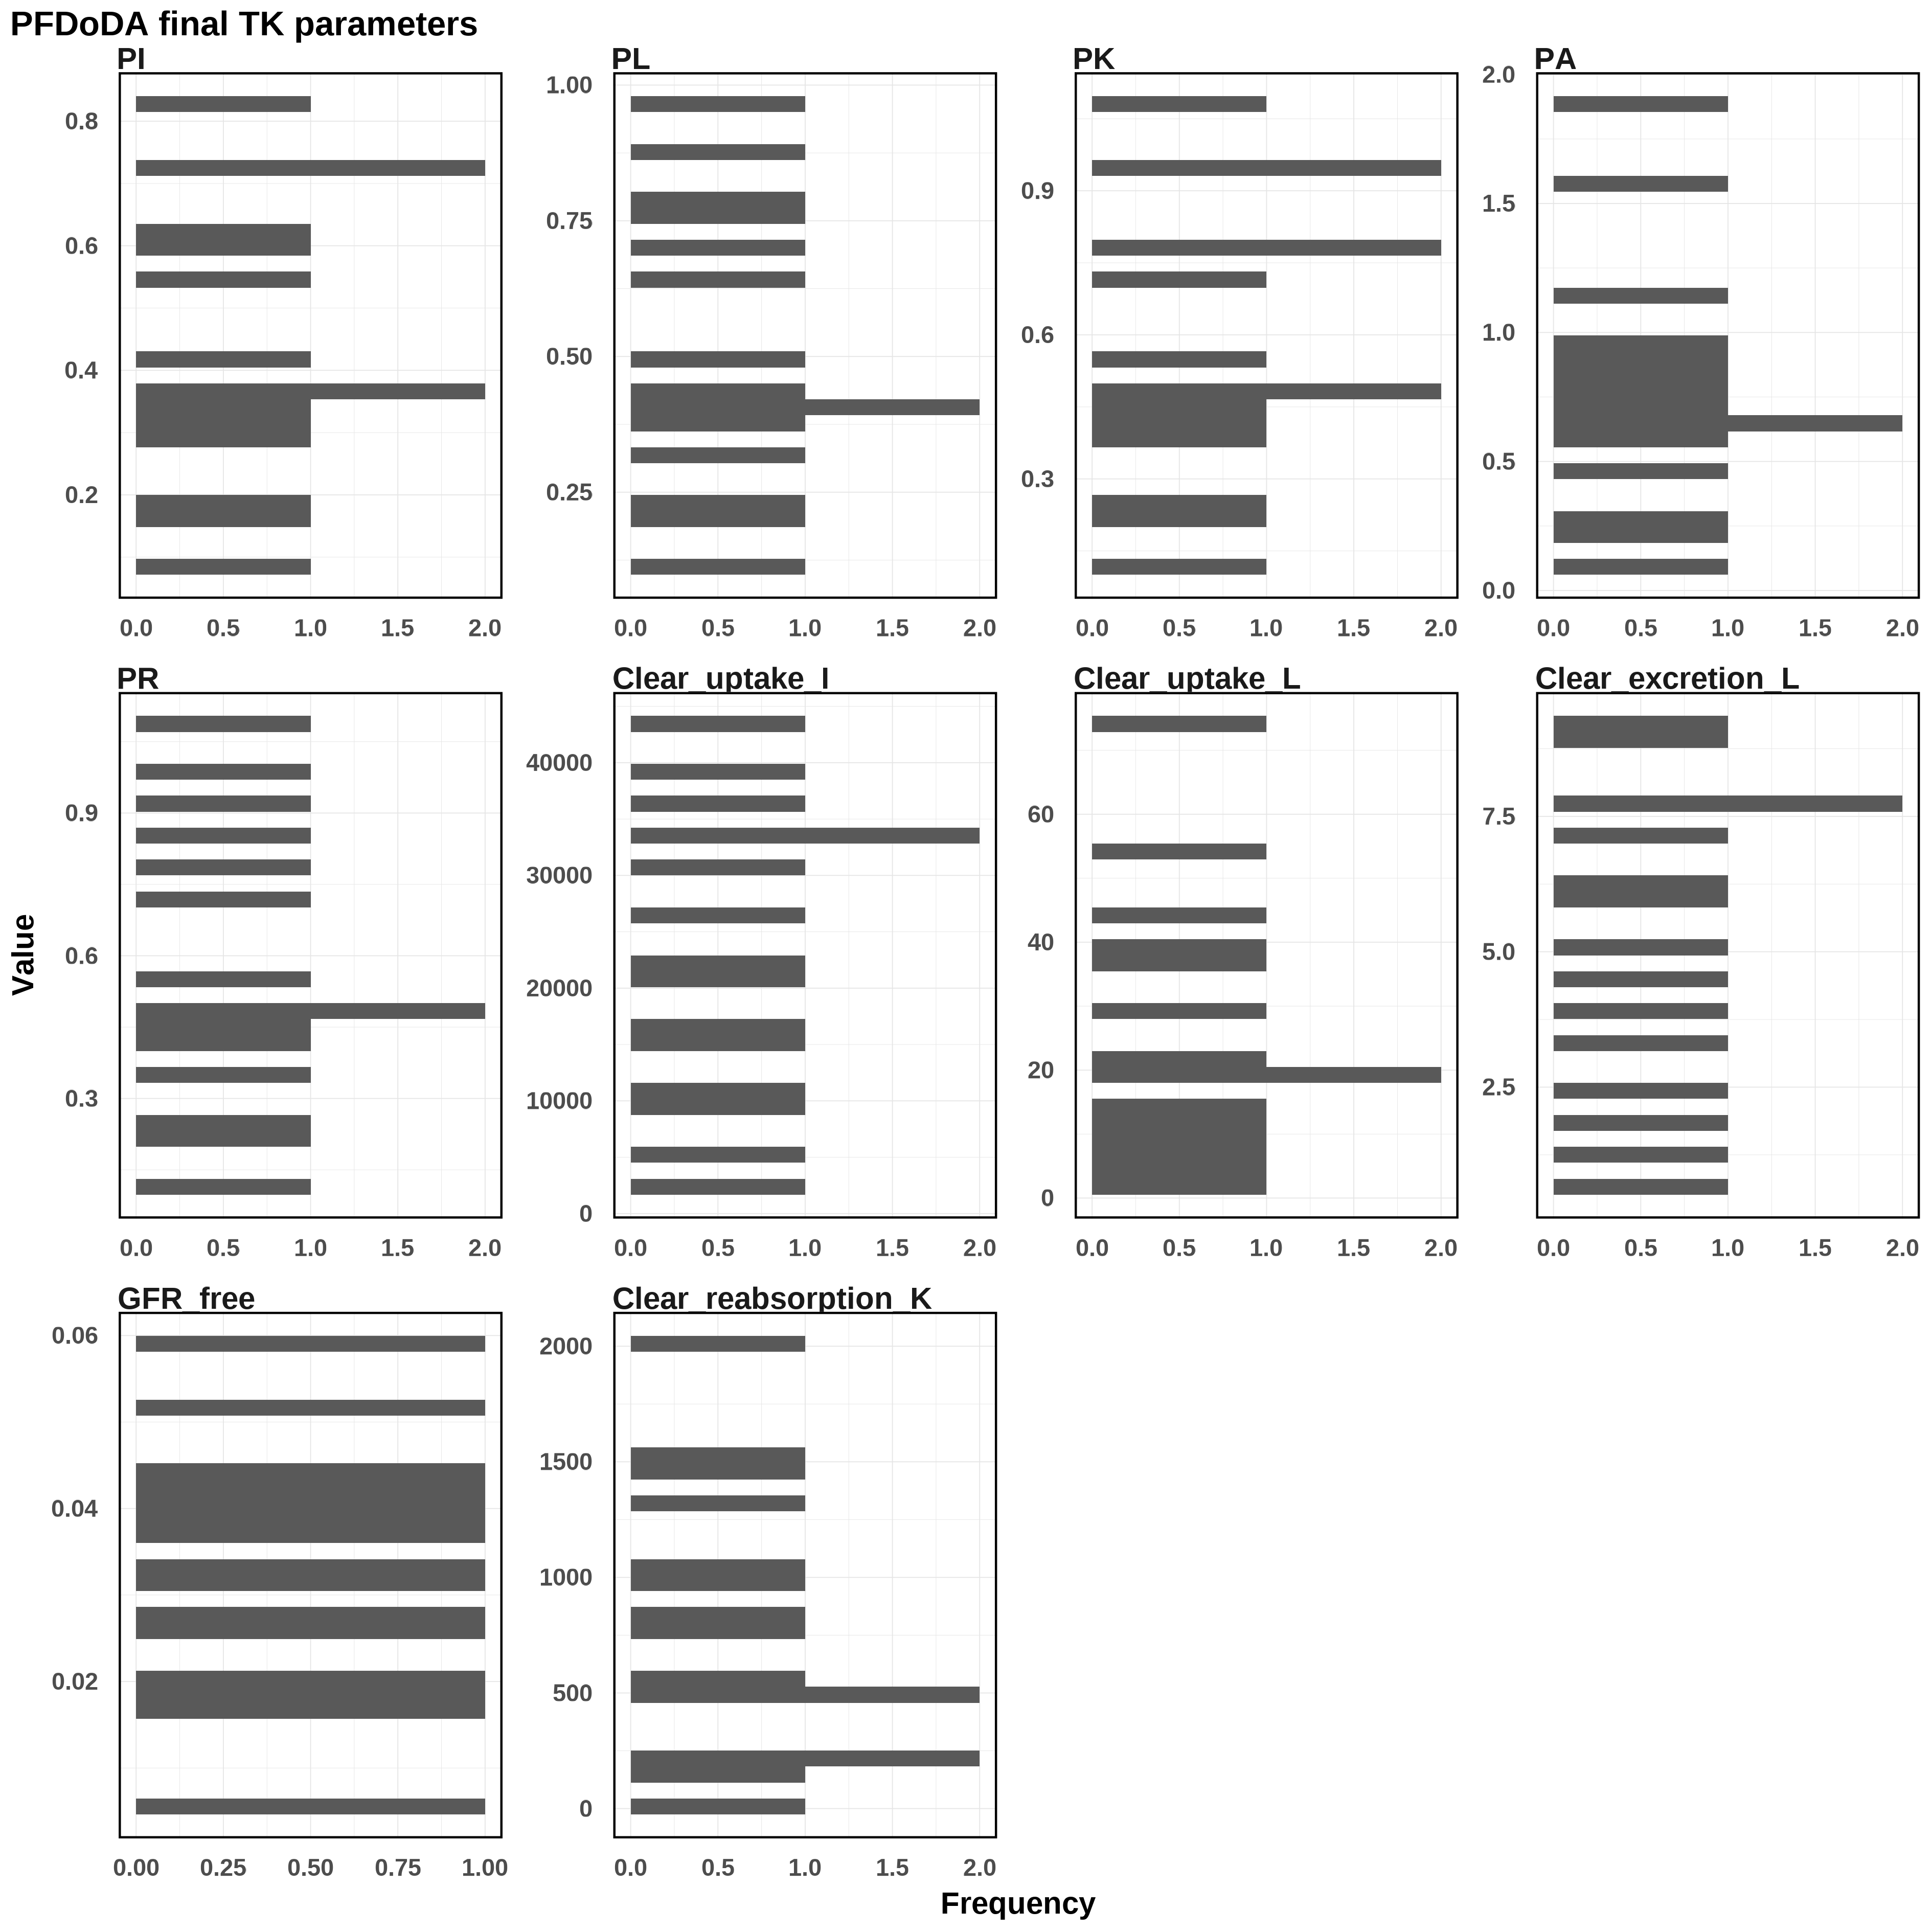 PFDoDA final TK parameters
PI
PL
PK
PA
0.8
0.6
0.4
0.2
1.00
0.75
0.50
0.25
0.9
0.6
0.3
2.0
1.5
1.0
0.5
0.0
0.0 0.5 1.0 1.5 2.0
0.0 0.5 1.0 1.5 2.0
0.0 0.5 1.0 1.5 2.0
0.0 0.5 1.0 1.5 2.0
PR
Clear_uptake_I
Clear_uptake_L
Clear_excretion_L
Value
0.9
0.6
0.3
40000
30000
20000
10000
0
60
40
20
0
7.5
5.0
2.5
0.0 0.5 1.0 1.5 2.0
0.0 0.5 1.0 1.5 2.0
0.0 0.5 1.0 1.5 2.0
0.0 0.5 1.0 1.5 2.0
GFR_free
Clear_reabsorption_K
0.06
0.04
0.02
2000
1500
1000
500
0
0.00 0.25 0.50 0.75 1.00
0.0 0.5 1.0 1.5 2.0
Frequency